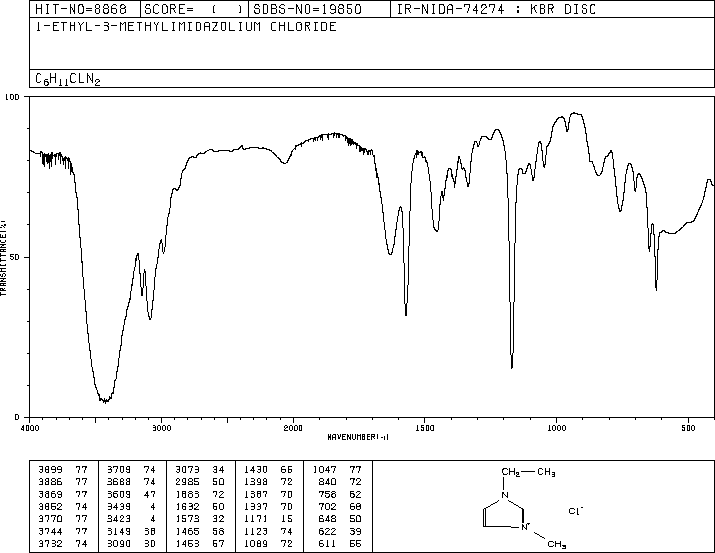 HIT-NO=8868 SCORE= ( ) SDBS-NO=19850 IR-NIDA-74274 : KBR DISC
1-ETHYL-3-METHYLIMIDAZOLIUM CHLORIDE
C6H11CLN2
100
50
0
TRANSMITTANCE(%)
4000 3000 2000 1500 1000 500
WAVENUMBER(-1)
3899 77 3709 74 3079 34 1430 66 1047 77
3886 77 3688 74 2985 50 1398 72 840 72
3869 77 3609 47 1863 72 1387 70 758 62
3852 74 3439 4 1632 50 1337 70 702 68
3770 77 3423 4 1573 32 1171 15 648 50
3744 77 3149 38 1465 58 1123 74 622 39
3732 74 3090 30 1453 57 1089 72 611 55
CH2 CH3
N
Cl-
N+
CH3